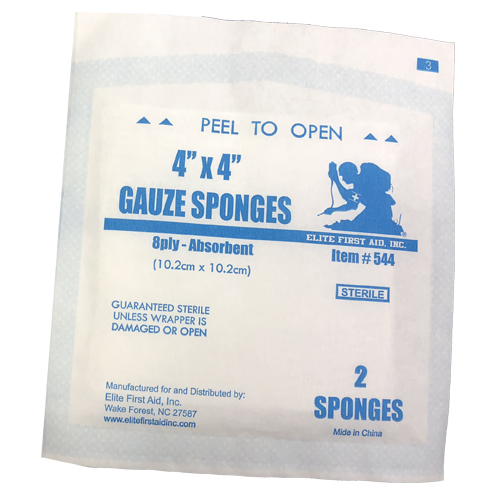 3
PEEL TO OPEN
4" x 4"
GAUZE SPONGES
ELITE FIRST AID, INC.
8ply - Absorbent
Item # 544
(10.2cm x 10.2cm)
STERILE
GUARANTEED STERILE
UNLESS WRAPPER IS
DAMAGED OR OPEN
2
SPONGES
Manufactured for and Distributed by:
Elite First Aid, Inc.
Wake Forest, NC 27587
www.elitefirstaidinc.com
Made in China